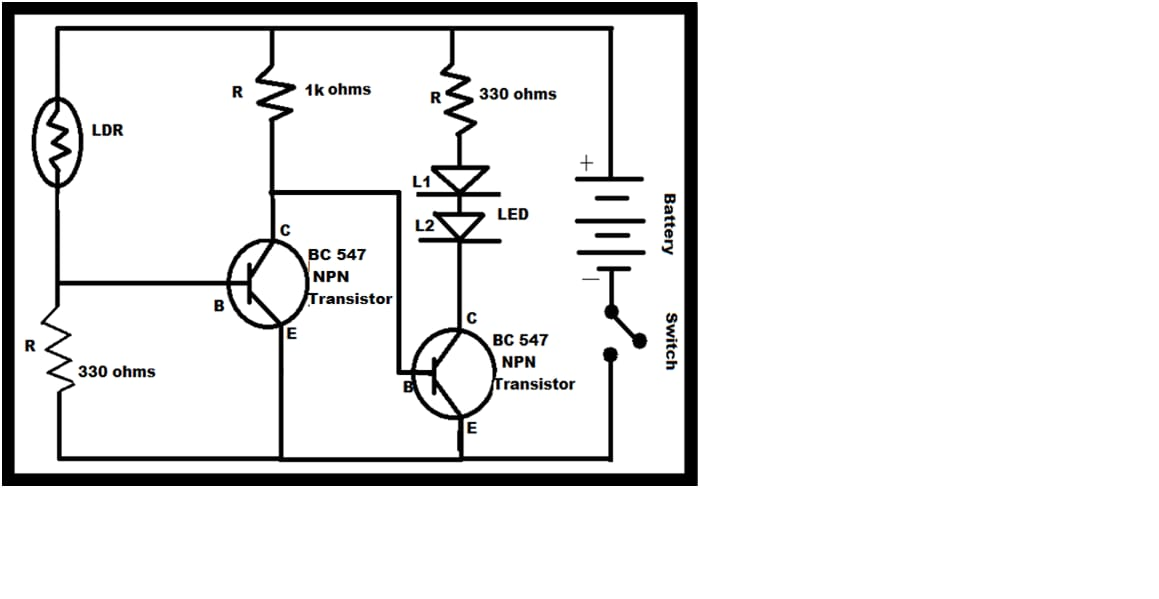 R
1k ohms
R
330 ohms
LDR
+
L1
LED
L2
Battery
C
BC 547
NPN
Transistor
B
E
–
Switch
C
BC 547
NPN
Transistor
B
E
R
330 ohms